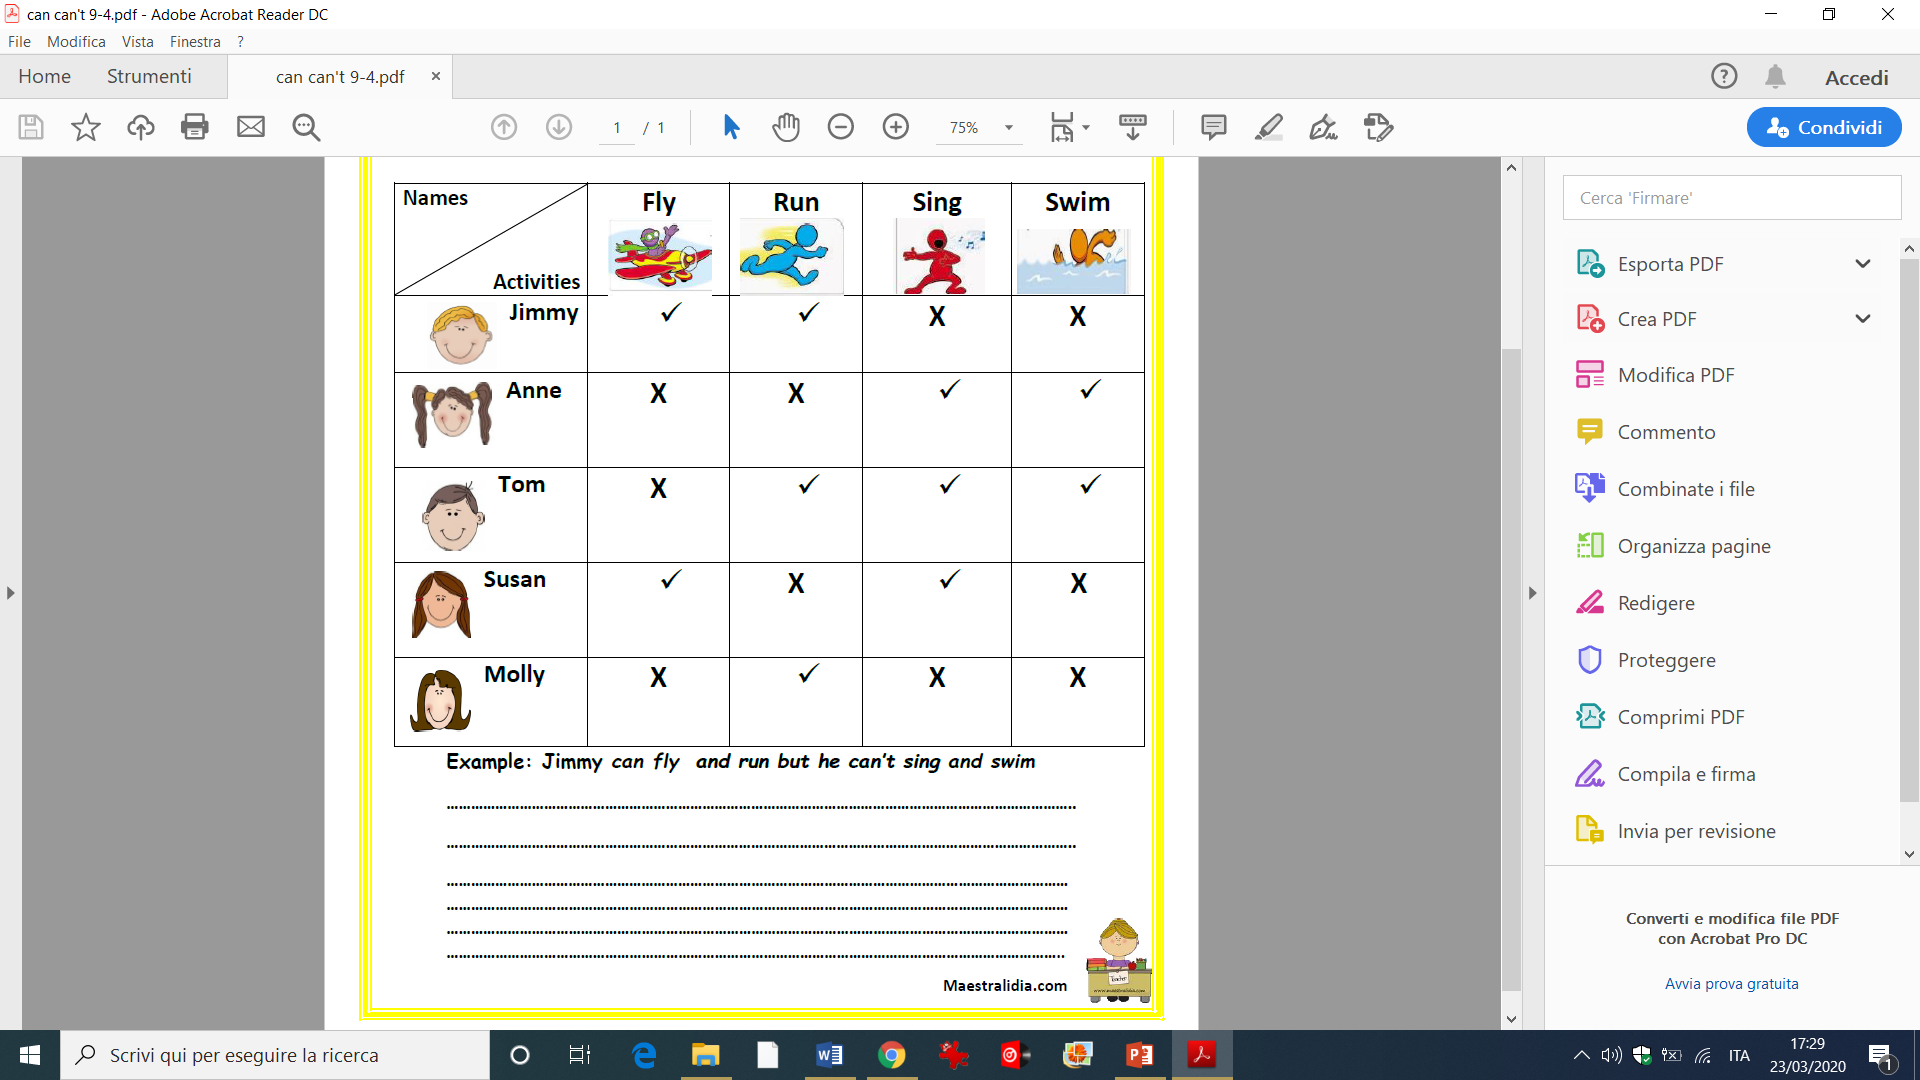 can can't 9-4.pdf - Adobe Acrobat Reader DC
File Modifica Vista Finestra ?
Home Strumenti can can't 9-4.pdf × Accedi
1 / 1 75% Condividi
Names Fly Run Sing Swim
Activities
Jimmy ✓ ✓ X X
Anne X X ✓ ✓
Tom X ✓ ✓ ✓
Susan ✓ X ✓ X
Molly X ✓ X X
Example: Jimmy can fly and run but he can't sing and swim
Maestralidia.com
Teacher
www.maestralidia.com
Cerca 'Firmare'
Esporta PDF
Crea PDF
Modifica PDF
Commento
Combinate i file
Organizza pagine
Redigere
Proteggere
Comprimi PDF
Compila e firma
Invia per revisione
Converti e modifica file PDF
con Acrobat Pro DC
Avvia prova gratuita
Scrivi qui per eseguire la ricerca
ITA
17:29
23/03/2020
1